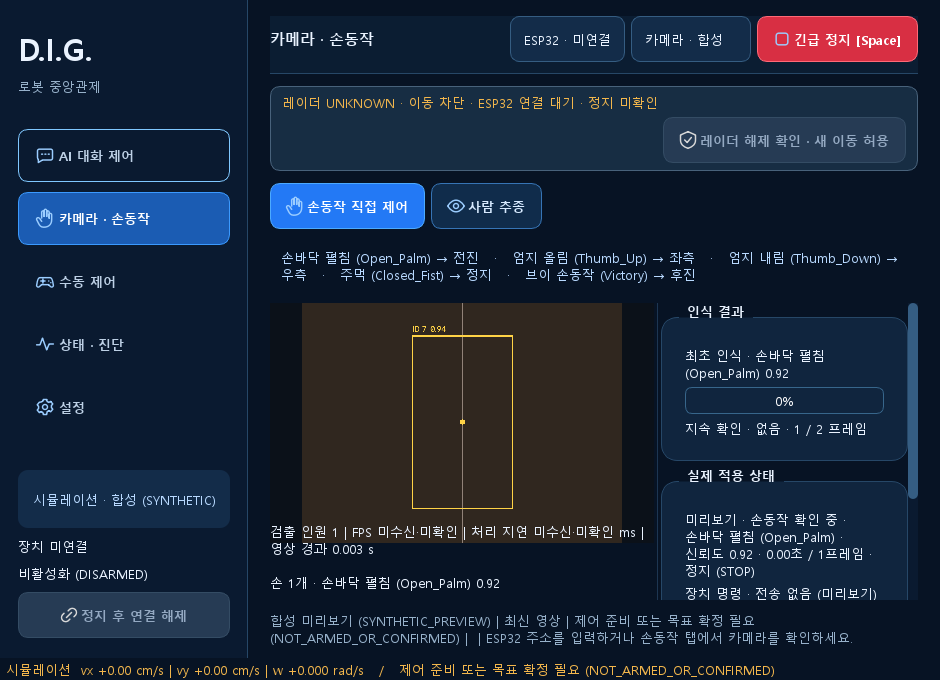 D.I.G.
로봇 중앙관제
AI 대화 제어
카메라 · 손동작
수동 제어
상태 · 진단
설정
시뮬레이션 · 합성 (SYNTHETIC)
장치 미연결
비활성화 (DISARMED)
정지 후 연결 해제
카메라 · 손동작
ESP32 · 미연결
카메라 · 합성
긴급 정지 [Space]
레이더 UNKNOWN · 이동 차단 · ESP32 연결 대기 · 정지 미확인
레이더 해제 확인 · 새 이동 허용
손동작 직접 제어
사람 추종
손바닥 펼침 (Open_Palm) → 전진 · 엄지 올림 (Thumb_Up) → 좌측 · 엄지 내림 (Thumb_Down) →
우측 · 주먹 (Closed_Fist) → 정지 · 브이 손동작 (Victory) → 후진
ID 7 0.94
검출 인원 1 | FPS 미수신·미확인 | 처리 지연 미수신·미확인 ms |
영상 경과 0.003 s
손 1개 · 손바닥 펼침 (Open_Palm) 0.92
인식 결과
최초 인식 · 손바닥 펼침
(Open_Palm) 0.92
0%
지속 확인 · 없음 · 1 / 2 프레임
실제 적용 상태
미리보기 · 손동작 확인 중 ·
손바닥 펼침 (Open_Palm) ·
신뢰도 0.92 · 0.00초 / 1프레임 ·
정지 (STOP)
장치 명령 · 전송 없음 (미리보기)
합성 미리보기 (SYNTHETIC_PREVIEW) | 최신 영상 | 제어 준비 또는 목표 확정 필요
(NOT_ARMED_OR_CONFIRMED) | | ESP32 주소를 입력하거나 손동작 탭에서 카메라를 확인하세요.
시뮬레이션 vx +0.00 cm/s | vy +0.00 cm/s | w +0.000 rad/s / 제어 준비 또는 목표 확정 필요 (NOT_ARMED_OR_CONFIRMED)